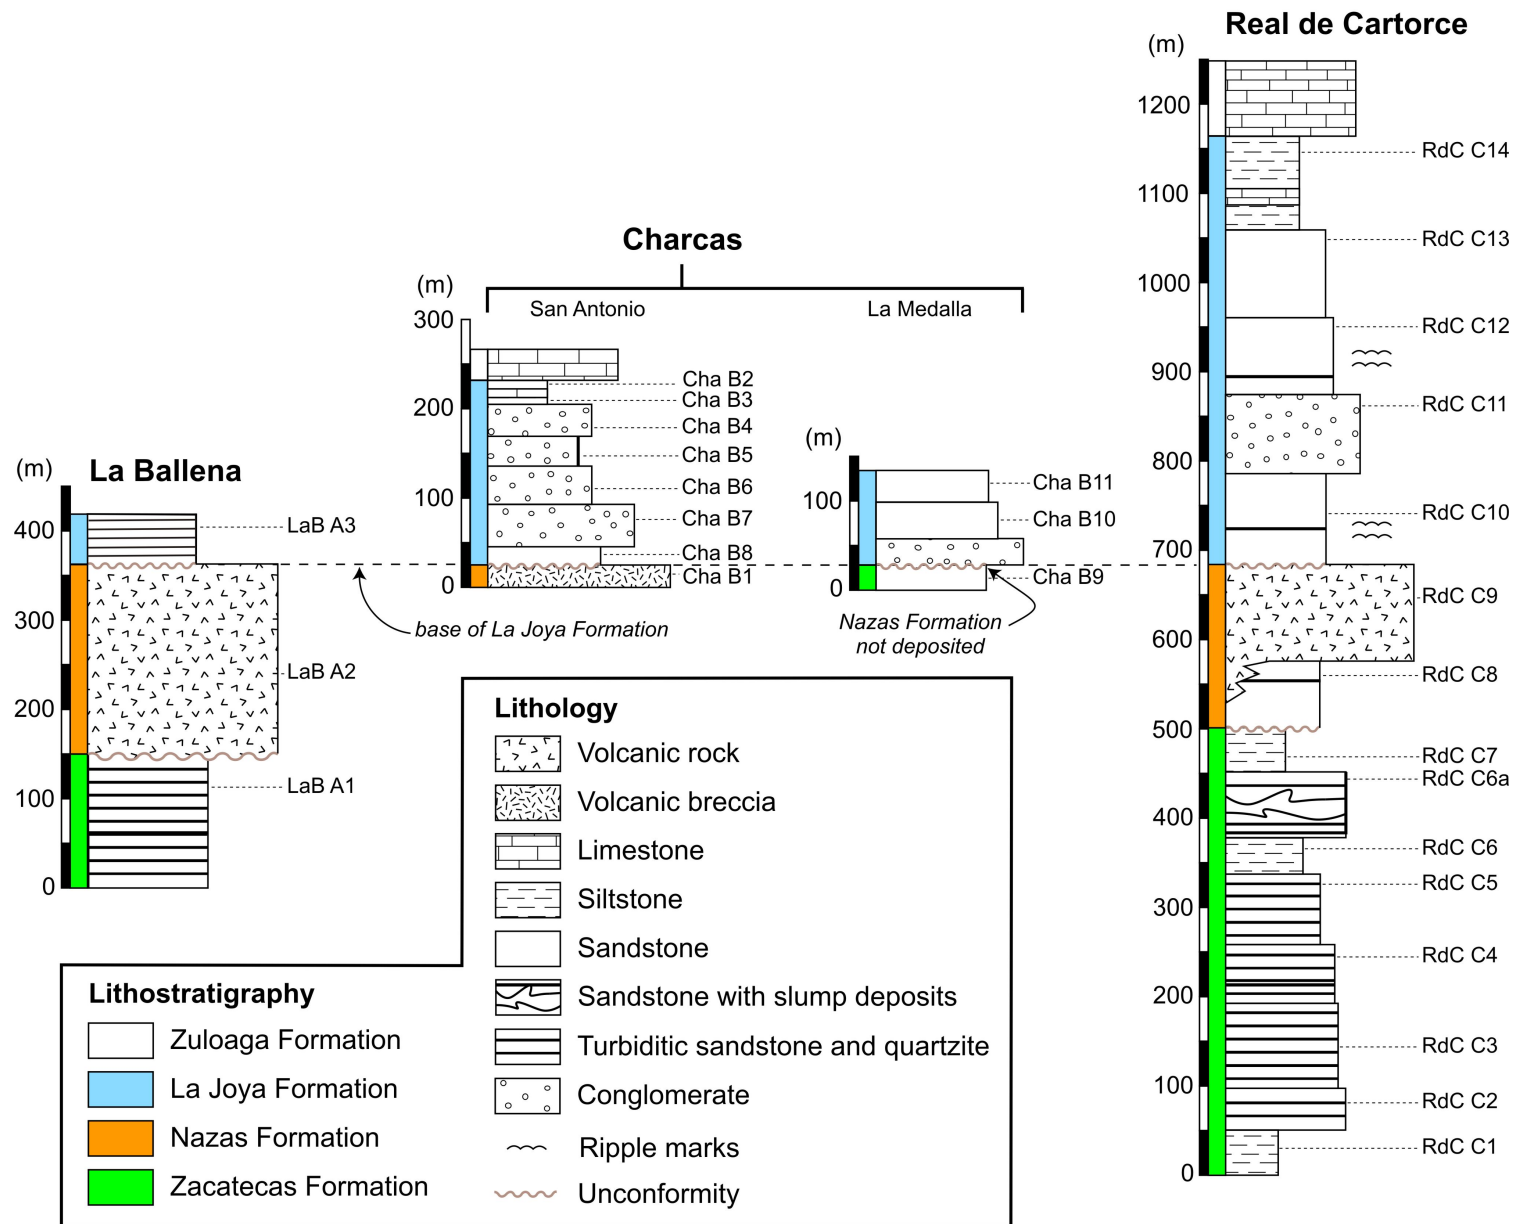 Real de Cartorce
(m)
1200
1100
1000
900
800
700
600
500
400
300
200
100
0
RdC C14
RdC C13
RdC C12
RdC C11
RdC C10
RdC C9
RdC C8
RdC C7
RdC C6a
RdC C6
RdC C5
RdC C4
RdC C3
RdC C2
RdC C1
Charcas
San Antonio
La Medalla
(m)
300
200
100
0
Cha B2
Cha B3
Cha B4
Cha B5
Cha B6
Cha B7
Cha B8
Cha B1
(m)
100
0
Cha B11
Cha B10
Cha B9
La Ballena
(m)
400
300
200
100
0
LaB A3
LaB A2
LaB A1
base of La Joya Formation
Nazas Formation
not deposited
Lithology
Volcanic rock
Volcanic breccia
Limestone
Siltstone
Sandstone
Sandstone with slump deposits
Turbiditic sandstone and quartzite
Conglomerate
Ripple marks
Unconformity
Lithostratigraphy
Zuloaga Formation
La Joya Formation
Nazas Formation
Zacatecas Formation